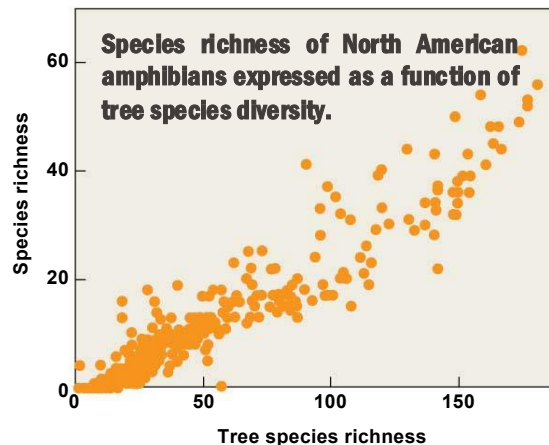 Species richness of North American
amphibians expressed as a function of
tree species diversity.
60
40
20
0
Species richness
0 50 100 150
Tree species richness